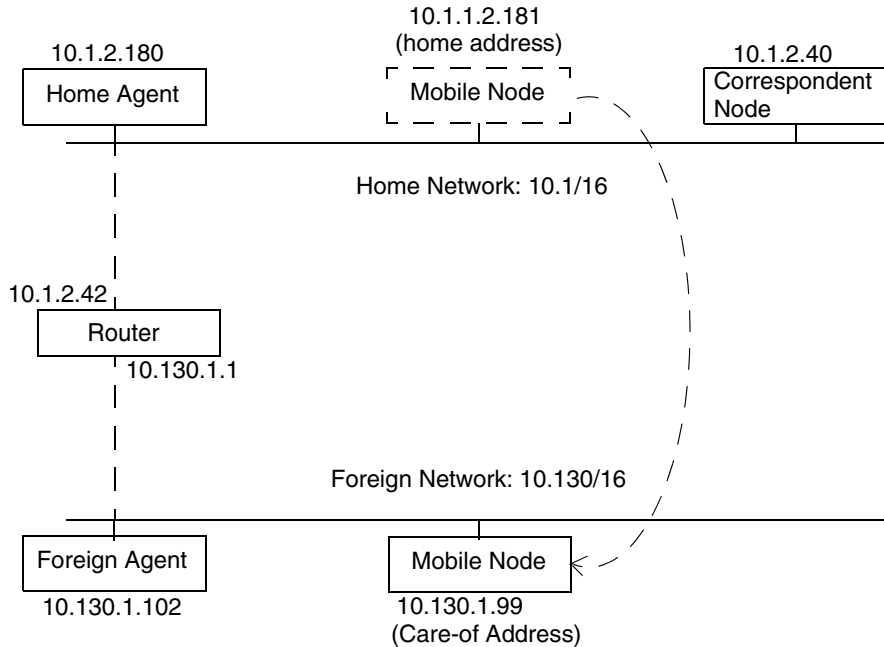 10.1.1.2.181
(home address)
10.1.2.180
Home Agent
Mobile Node
10.1.2.40
Correspondent
Node
Home Network: 10.1/16
10.1.2.42
Router
10.130.1.1
Foreign Network: 10.130/16
Foreign Agent
10.130.1.102
Mobile Node
10.130.1.99
(Care-of Address)